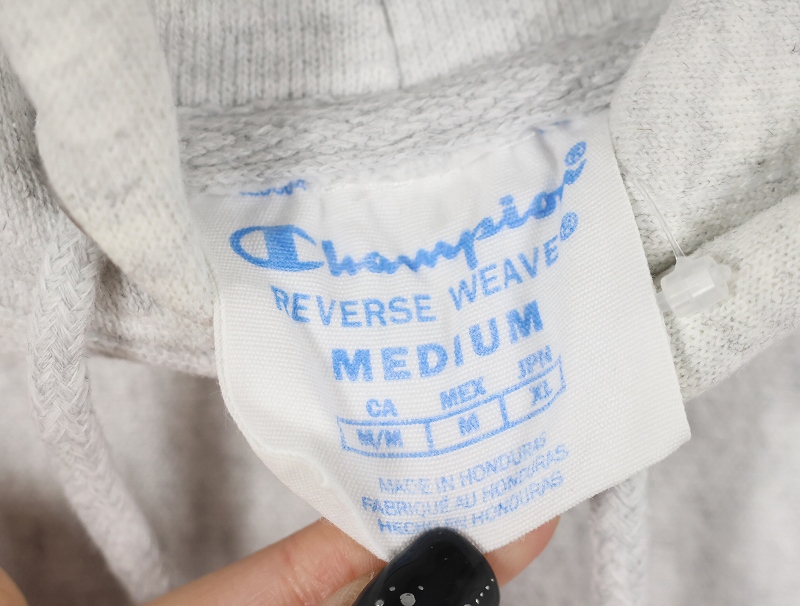 Champion®
REVERSE WEAVE®
MEDIUM
CA MEX JPN
M/M M XL
MADE IN HONDURAS
FABRIQUÉ AU HONDURAS
HECHO EN HONDURAS